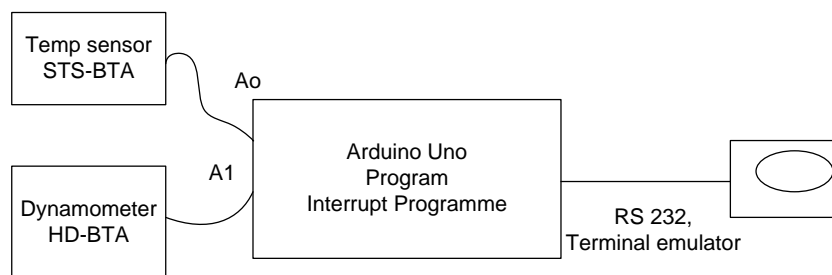 Temp sensor
STS-BTA
Ao
A1
Dynamometer
HD-BTA
Arduino Uno
Program
Interrupt Programme
RS 232,
Terminal emulator